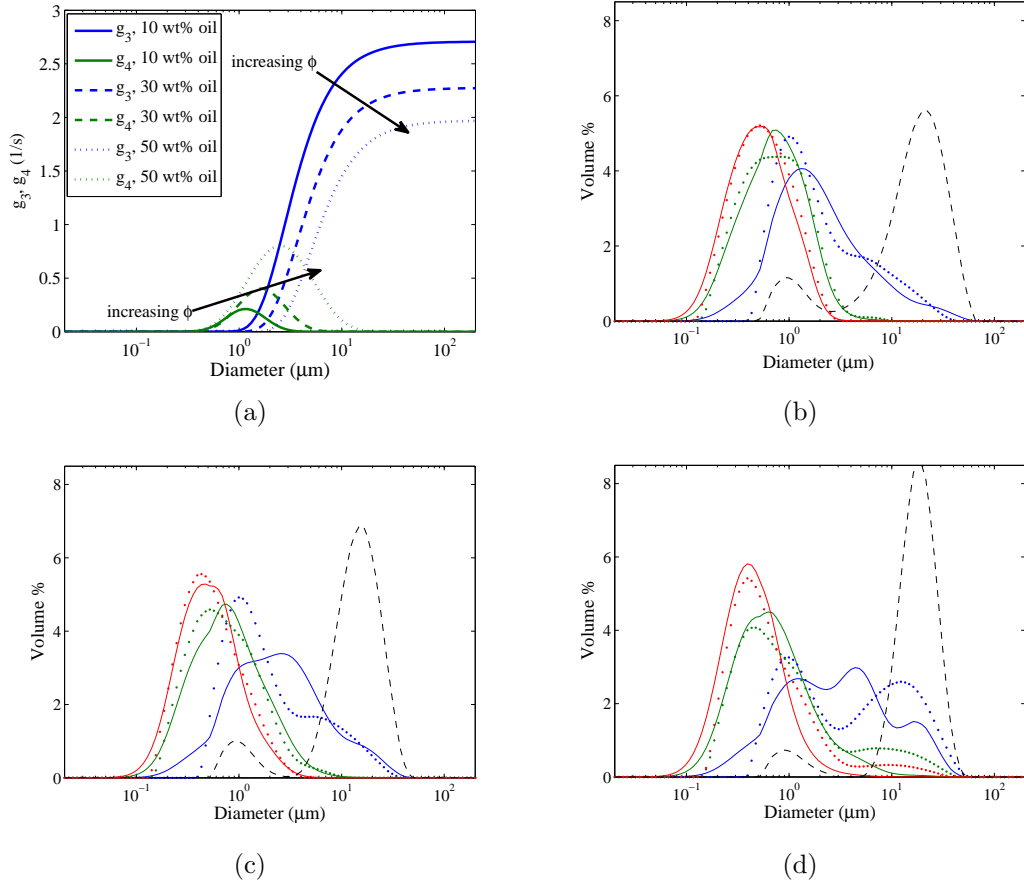 3
2.5
2
1.5
1
0.5
0
g₃, g₄ (1/s)
g₃, 10 wt% oil
g₄, 10 wt% oil
g₃, 30 wt% oil
g₄, 30 wt% oil
g₃, 50 wt% oil
g₄, 50 wt% oil
increasing ϕ
increasing ϕ
10⁻¹ 10⁰ 10¹ 10²
Diameter (μm)
(a)
8
6
4
2
0
Volume %
10⁻¹ 10⁰ 10¹ 10²
Diameter (μm)
(b)
8
6
4
2
0
Volume %
10⁻¹ 10⁰ 10¹ 10²
Diameter (μm)
(c)
8
6
4
2
0
Volume %
10⁻¹ 10⁰ 10¹ 10²
Diameter (μm)
(d)